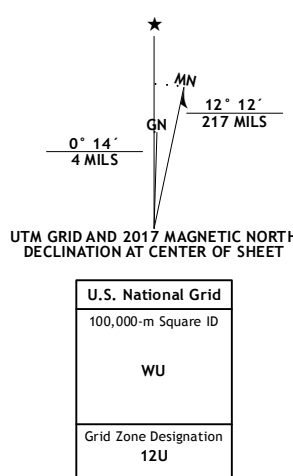 ★
MN
GN
12° 12´
217 MILS
0° 14´
4 MILS
UTM GRID AND 2017 MAGNETIC NORTH
DECLINATION AT CENTER OF SHEET
U.S. National Grid
100,000-m Square ID
WU
Grid Zone Designation
12U